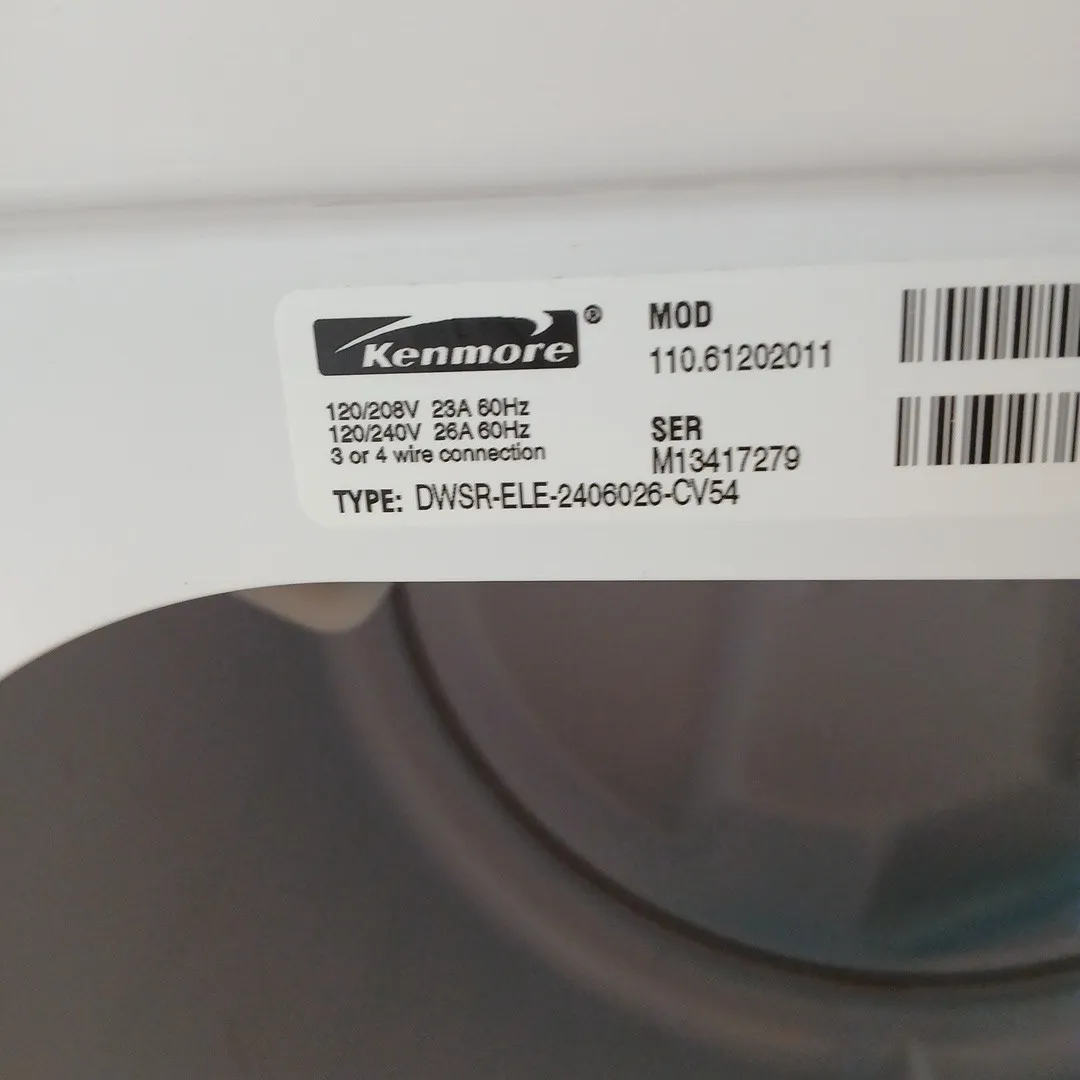 Kenmore®
120/208V 23A 60Hz
120/240V 26A 60Hz
3 or 4 wire connection
MOD
110.61202011
SER
M13417279
TYPE: DWSR-ELE-2406026-CV54